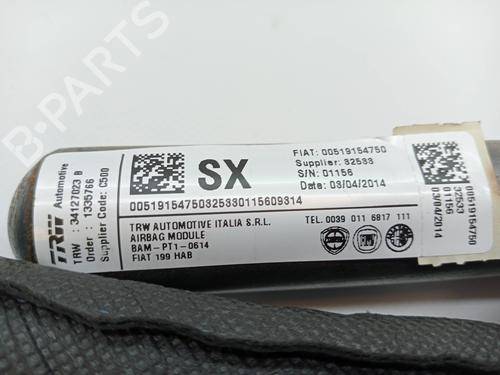 B-PARTS
TRW Automotive
TRW : 34127023 B
Order : 1335766
Supplier Code: C500
SX
FIAT: 00519154750
Supplier: 32533
S/N: 01156
Date: 03/04/2014
00519154750325330115609314
TRW AUTOMOTIVE ITALIA S.R.L.
AIRBAG MODULE
BAM-PT1-0614
FIAT 199 HAB
TEL. 0039 011 6817 111
00519154750
32533
01156
03/04/2014